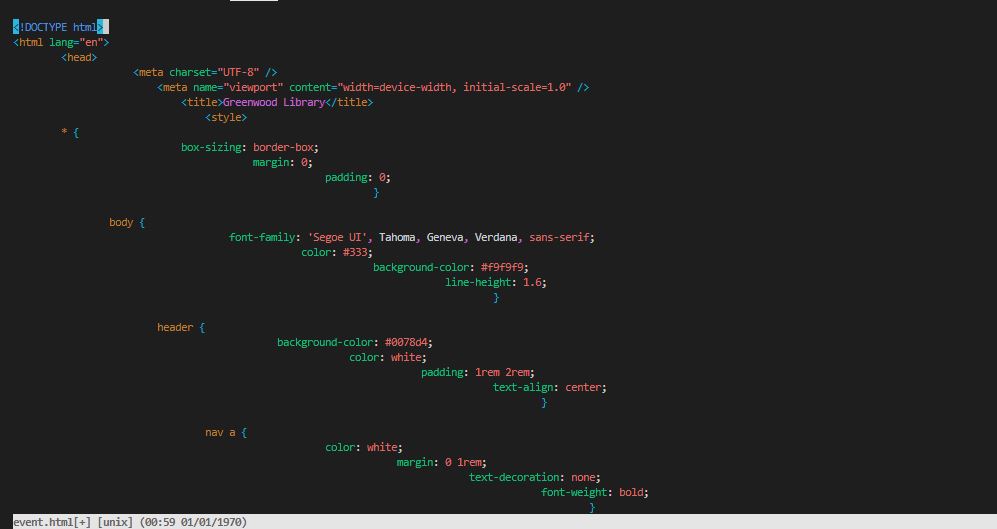 <!DOCTYPE html>
<html lang="en">
<head>
<meta charset="UTF-8" />
<meta name="viewport" content="width=device-width, initial-scale=1.0" />
<title>Greenwood Library</title>
<style>
* {
box-sizing: border-box;
margin: 0;
padding: 0;
}
body {
font-family: 'Segoe UI', Tahoma, Geneva, Verdana, sans-serif;
color: #333;
background-color: #f9f9f9;
line-height: 1.6;
}
header {
background-color: #0078d4;
color: white;
padding: 1rem 2rem;
text-align: center;
}
nav a {
color: white;
margin: 0 1rem;
text-decoration: none;
font-weight: bold;
}
event.html[+] [unix] (00:59 01/01/1970)